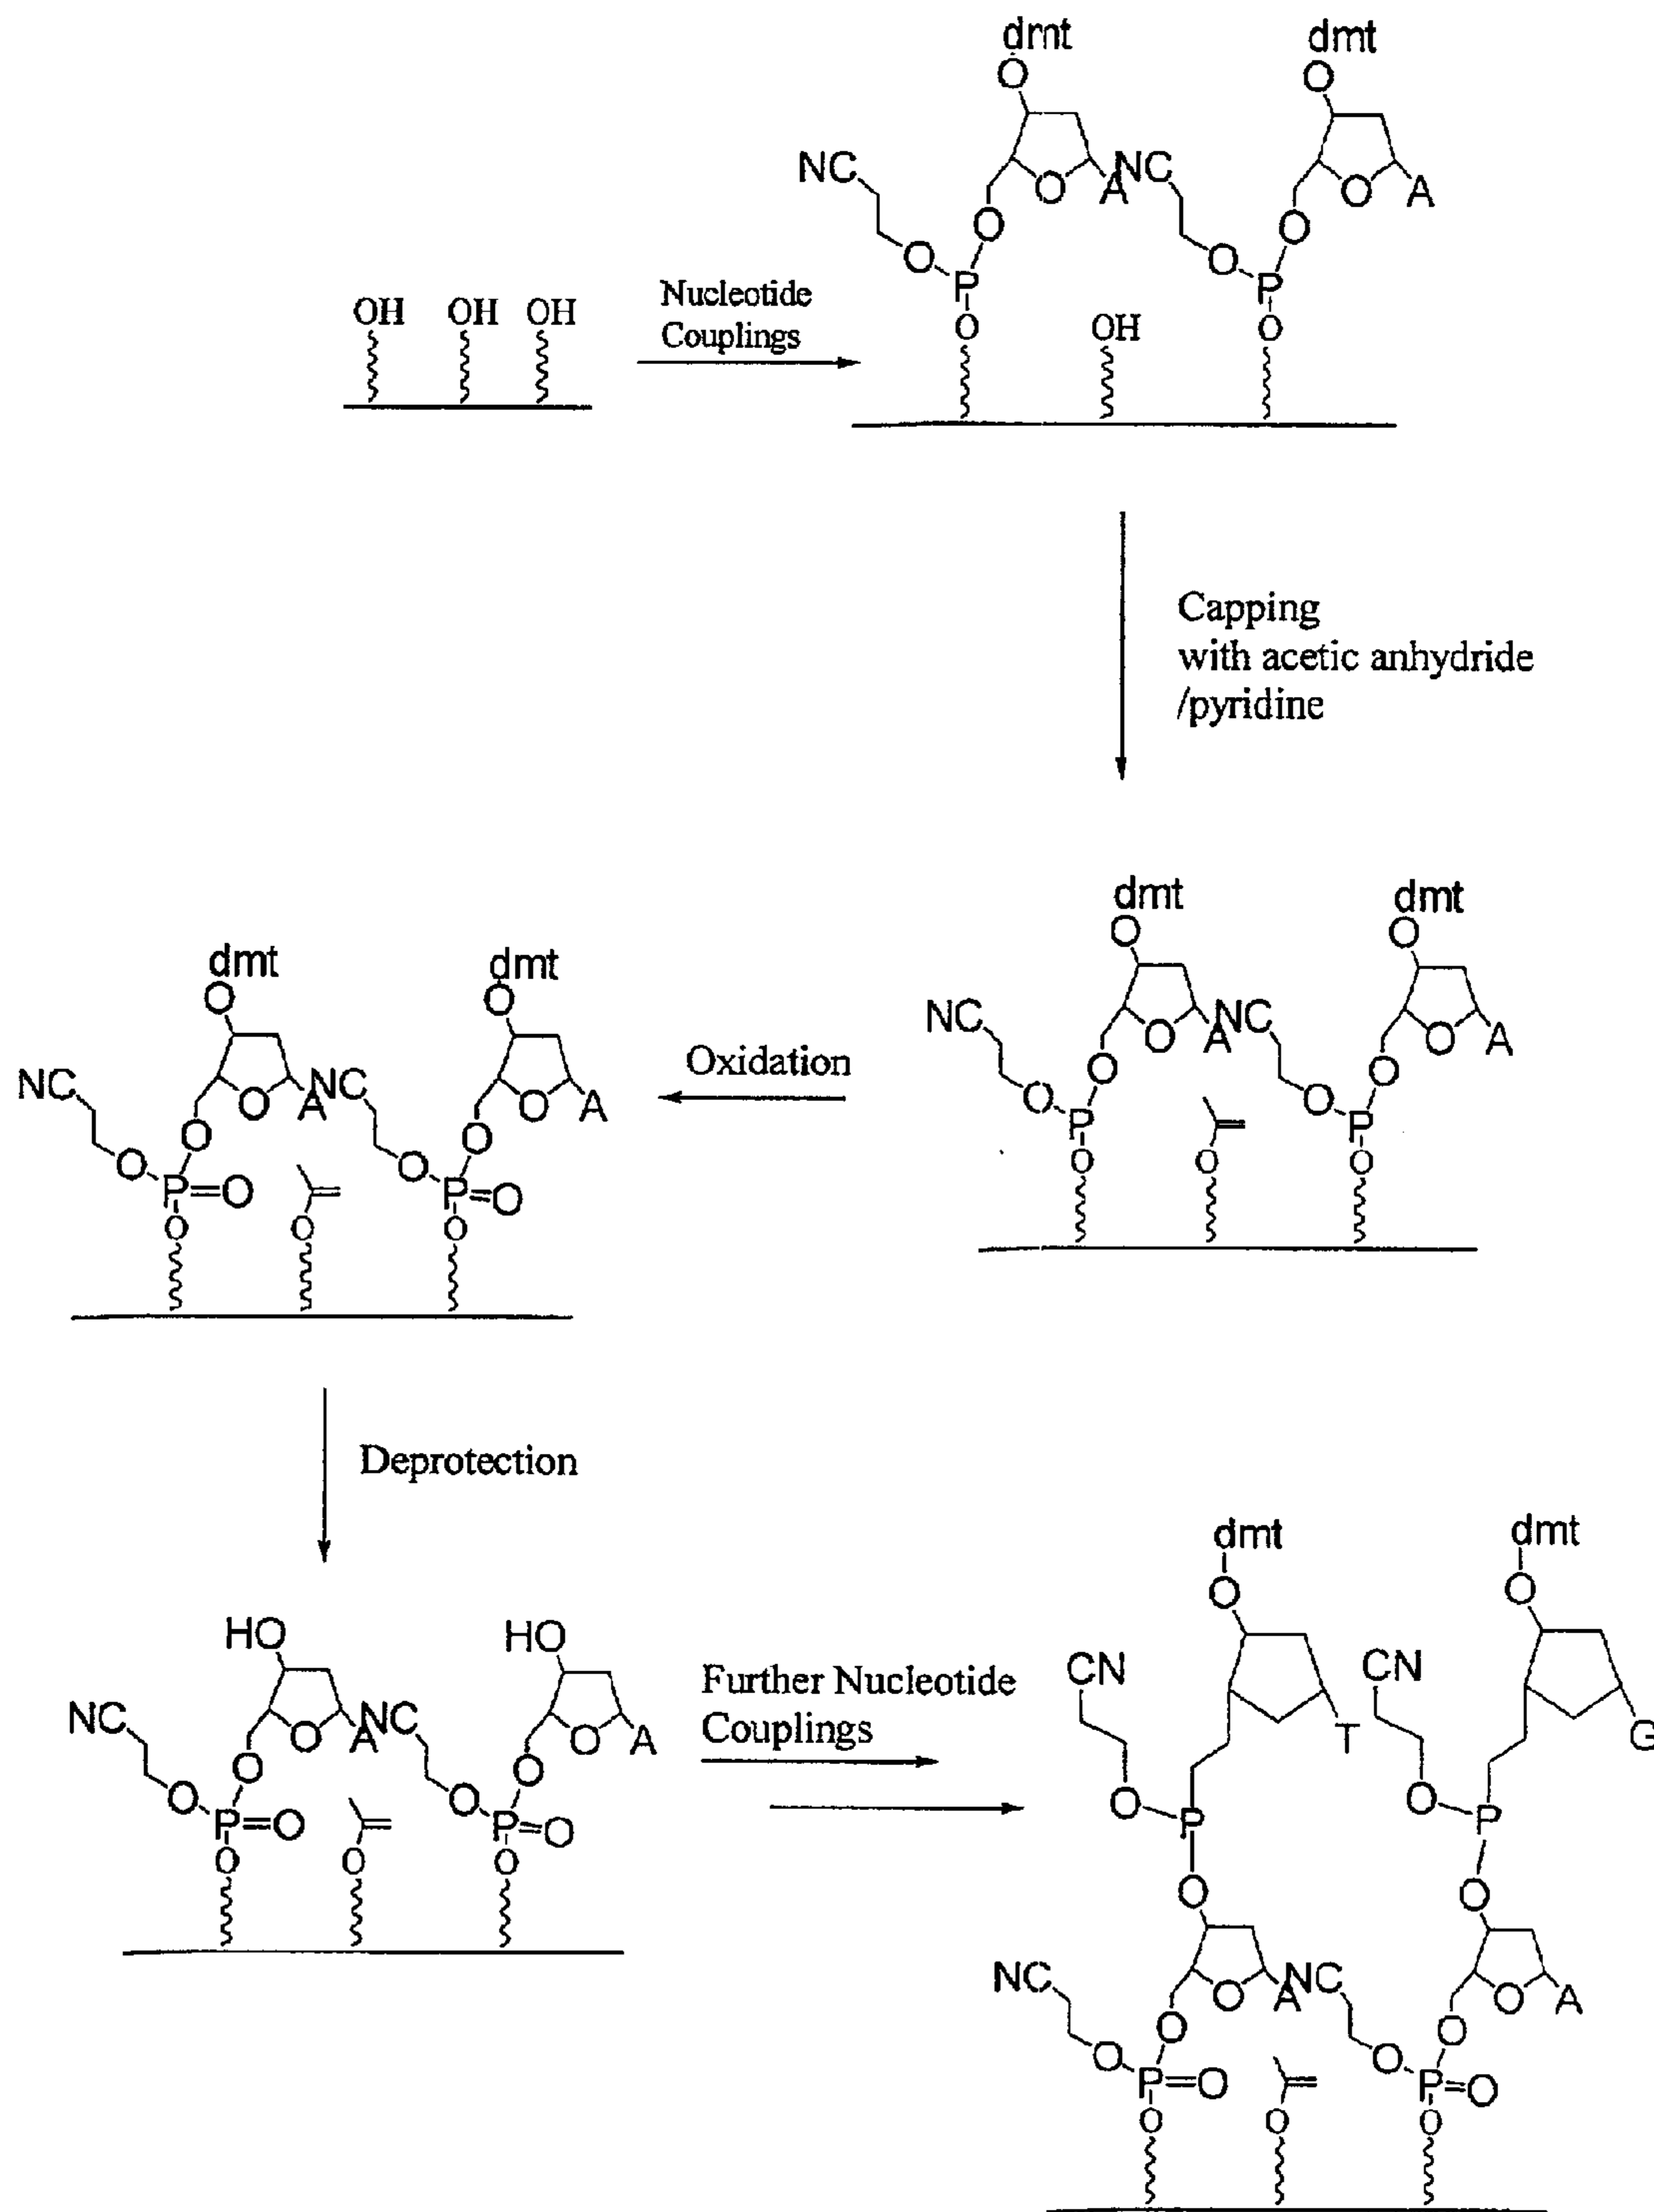 dmt dmt
O O
NC O A NC O A
O O
O P O P
O OH O
OH OH OH
Nucleotide
Couplings
Capping
with acetic anhydride
/pyridine
dmt dmt
O O
NC O A NC O A
O O
O P O P
O O O
Oxidation
dmt dmt
O O
NC O A NC O A
O O
O P=O O P=O
O O O
Deprotection
HO HO
NC O A NC O A
O O
O P=O O P=O
O O O
Further Nucleotide
Couplings
dmt dmt
O O
CN T CN G
O P O P
O O
NC O A NC O A
O O
O P=O O P=O
O O O